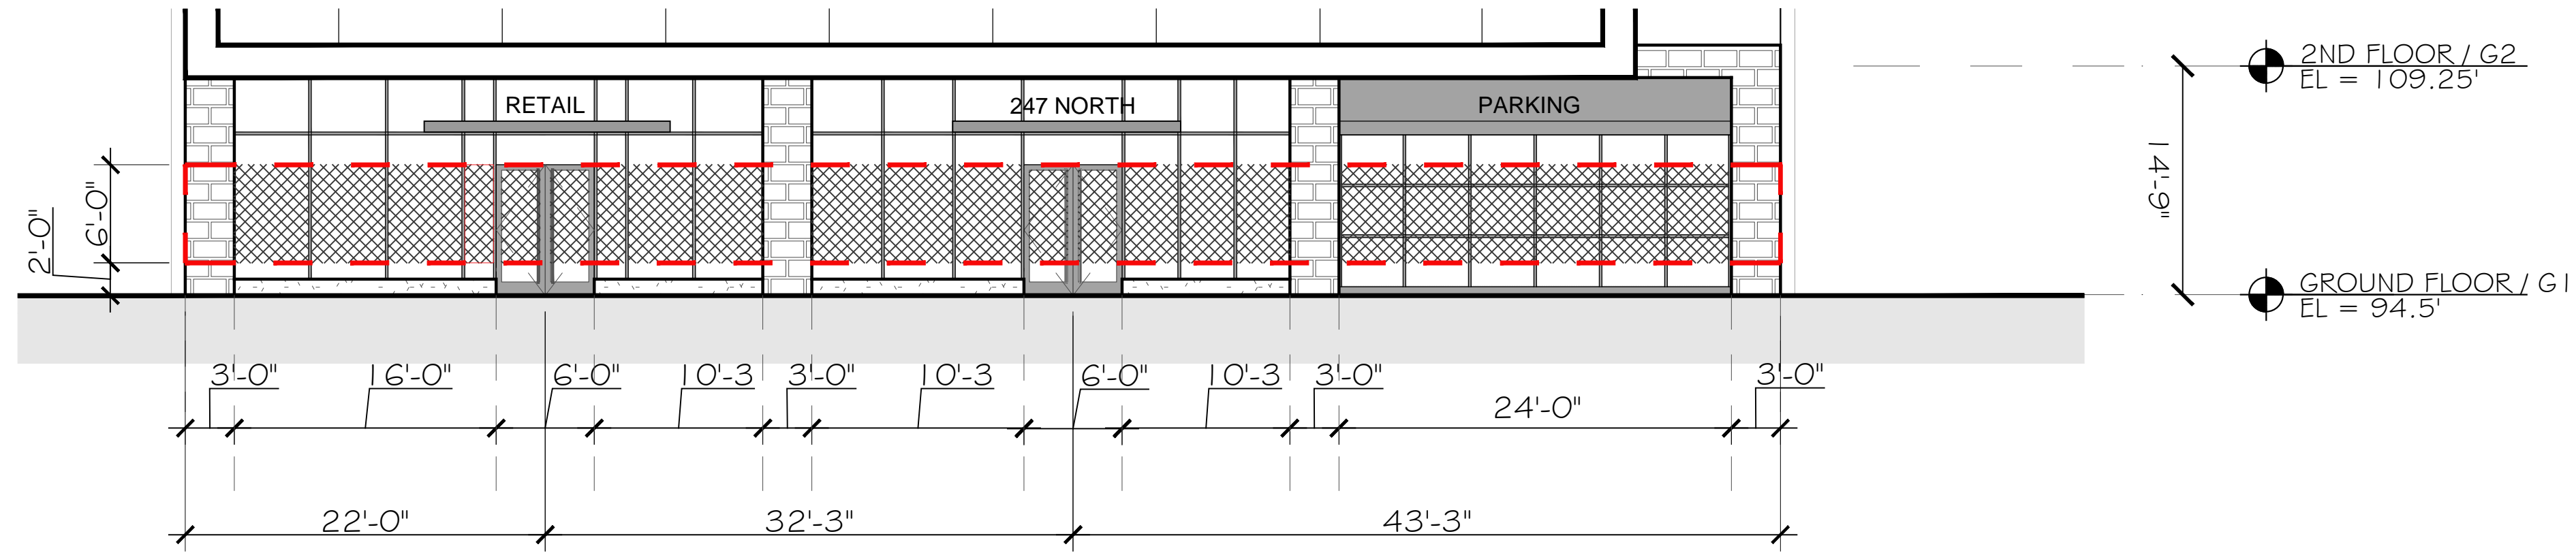 2ND FLOOR / G2
EL = 109.25'
RETAIL
247 NORTH
PARKING
14'-9"
6'-0"
2'-0"
GROUND FLOOR / G1
EL = 94.5'
3'-0"
16'-0"
6'-0"
10'-3
3'-0"
10'-3
6'-0"
10'-3
3'-0"
3'-0"
24'-0"
22'-0"
32'-3"
43'-3"